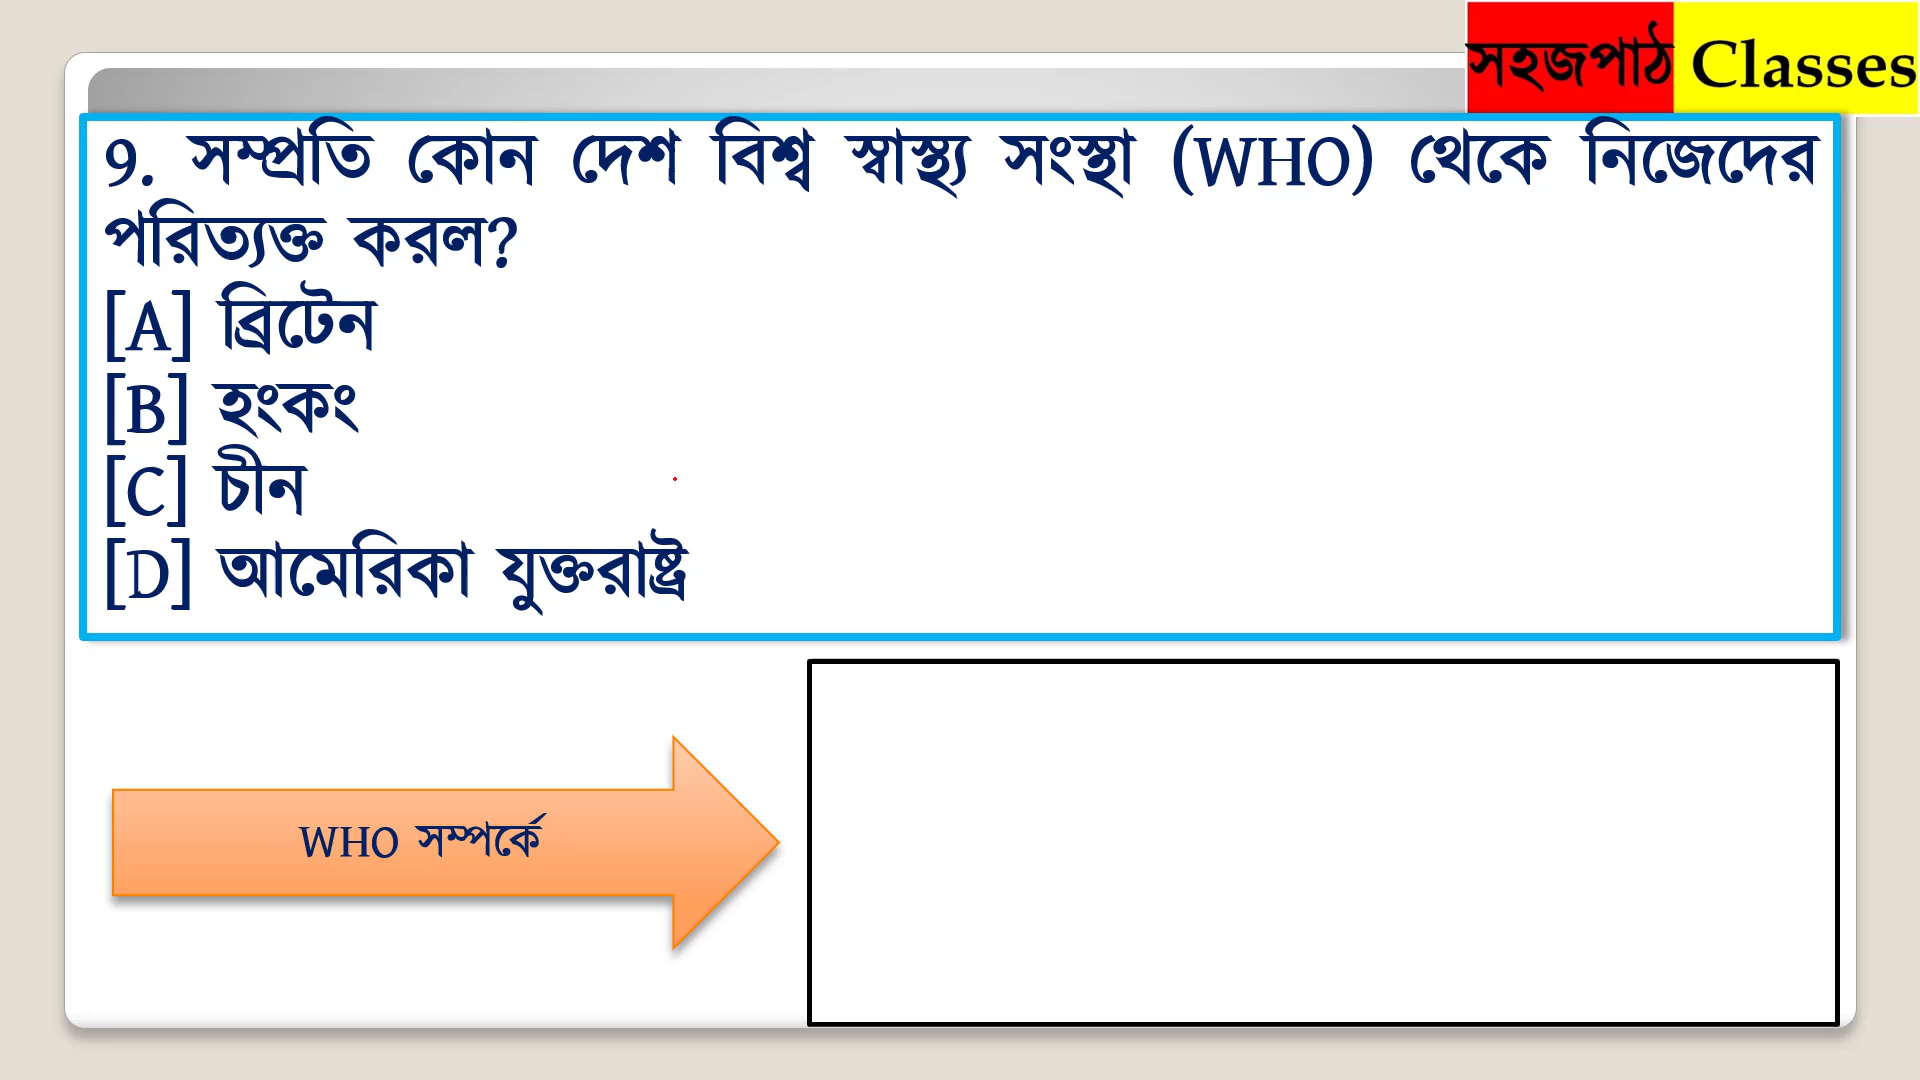 সহজপাঠ Classes
9. সম্প্রতি কোন দেশ বিশ্ব স্বাস্থ্য সংস্থা (WHO) থেকে নিজেদের
পরিত্যক্ত করল?
[A] ব্রিটেন
[B] হংকং
[C] চীন
[D] আমেরিকা যুক্তরাষ্ট্র
WHO সম্পর্কে